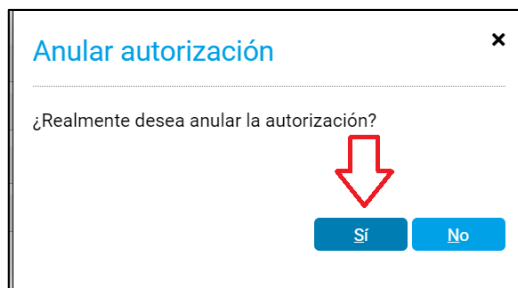 Anular autorización
¿Realmente desea anular la autorización?
Sí No